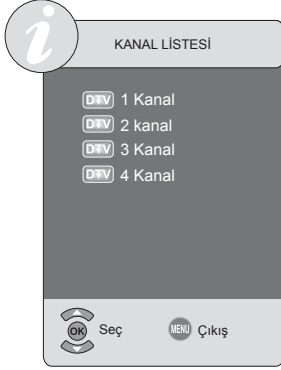 i
KANAL LİSTESİ
DTV 1 Kanal
DTV 2 kanal
DTV 3 Kanal
DTV 4 Kanal
OK Seç MENU Çıkış